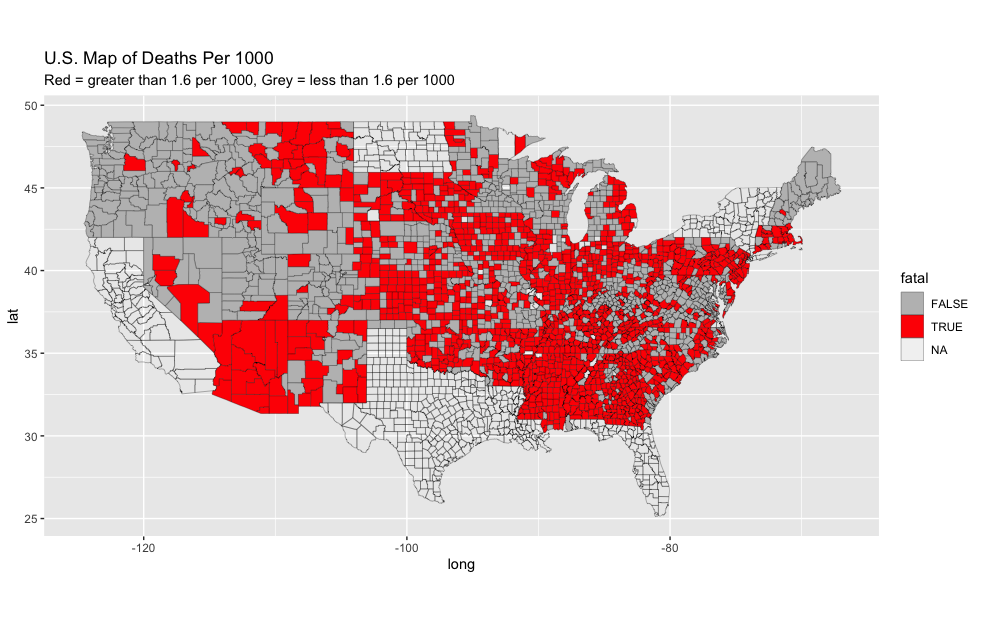 U.S. Map of Deaths Per 1000
Red = greater than 1.6 per 1000, Grey = less than 1.6 per 1000
50
45
40
35
30
25
lat
-120
-100
-80
long
fatal
FALSE
TRUE
NA